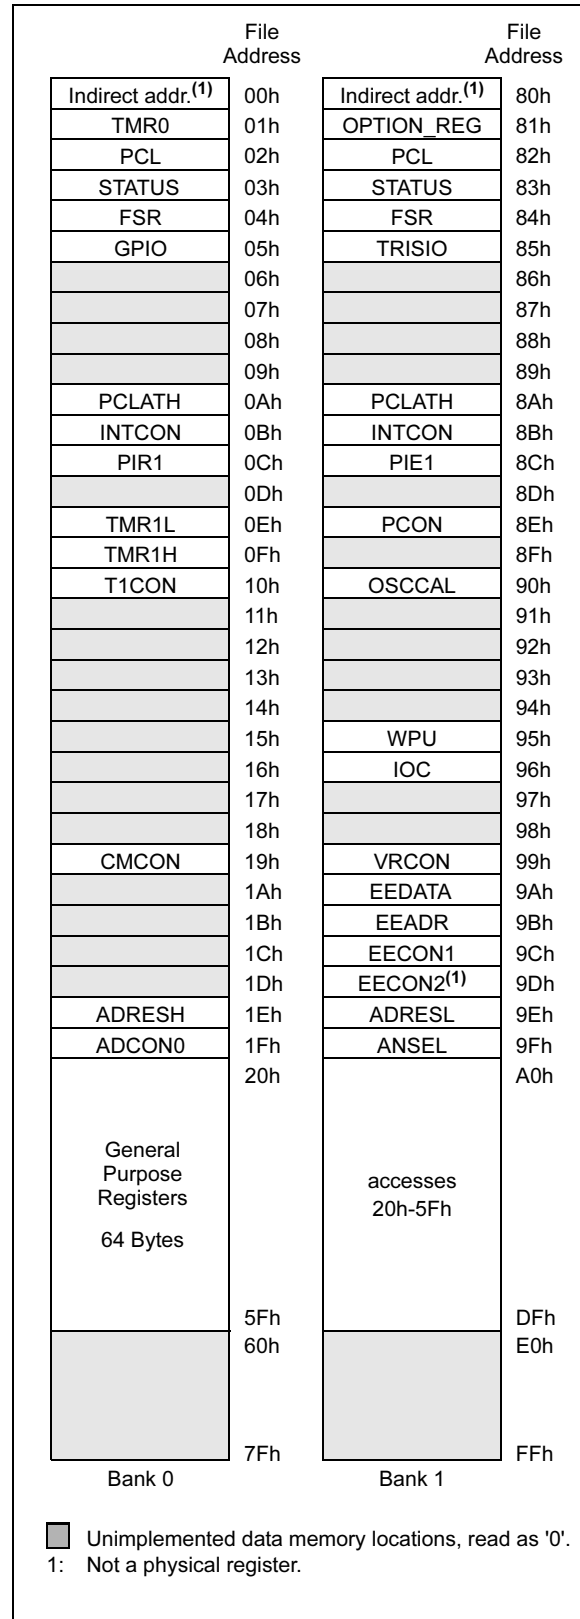 File Address File Address
Indirect addr.(1) 00h Indirect addr.(1) 80h
TMR0 01h OPTION_REG 81h
PCL 02h PCL 82h
STATUS 03h STATUS 83h
FSR 04h FSR 84h
GPIO 05h TRISIO 85h
06h 86h
07h 87h
08h 88h
09h 89h
PCLATH 0Ah PCLATH 8Ah
INTCON 0Bh INTCON 8Bh
PIR1 0Ch PIE1 8Ch
0Dh 8Dh
TMR1L 0Eh PCON 8Eh
TMR1H 0Fh 8Fh
T1CON 10h OSCCAL 90h
11h 91h
12h 92h
13h 93h
14h 94h
15h WPU 95h
16h IOC 96h
17h 97h
18h 98h
CMCON 19h VRCON 99h
1Ah EEDATA 9Ah
1Bh EEADR 9Bh
1Ch EECON1 9Ch
1Dh EECON2(1) 9Dh
ADRESH 1Eh ADRESL 9Eh
ADCON0 1Fh ANSEL 9Fh
20h A0h
General
Purpose
Registers
64 Bytes
accesses
20h-5Fh
5Fh DFh
60h E0h
7Fh FFh
Bank 0 Bank 1
Unimplemented data memory locations, read as '0'.
1: Not a physical register.